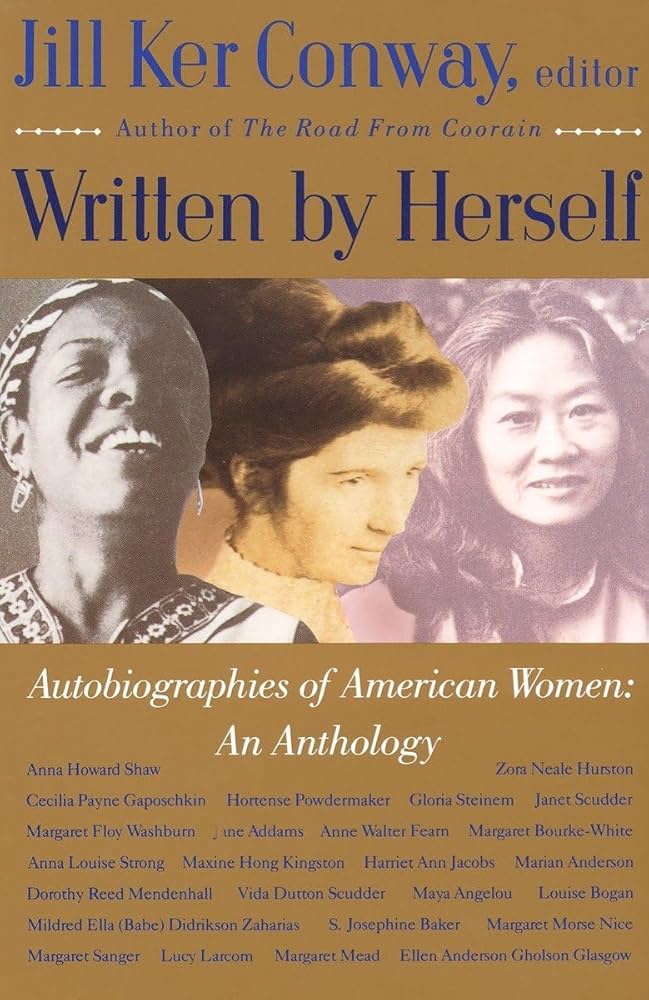 Jill Ker Conway, editor
Author of The Road From Coorain
Written by Herself
Autobiographies of American Women:
An Anthology
Anna Howard Shaw Zora Neale Hurston
Cecilia Payne Gaposchkin Hortense Powdermaker Gloria Steinem Janet Scudder
Margaret Floy Washburn Jane Addams Anne Walter Fearn Margaret Bourke-White
Anna Louise Strong Maxine Hong Kingston Harriet Ann Jacobs Marian Anderson
Dorothy Reed Mendenhall Vida Dutton Scudder Maya Angelou Louise Bogan
Mildred Ella (Babe) Didrikson Zaharias S. Josephine Baker Margaret Morse Nice
Margaret Sanger Lucy Larcom Margaret Mead Ellen Anderson Gholson Glasgow